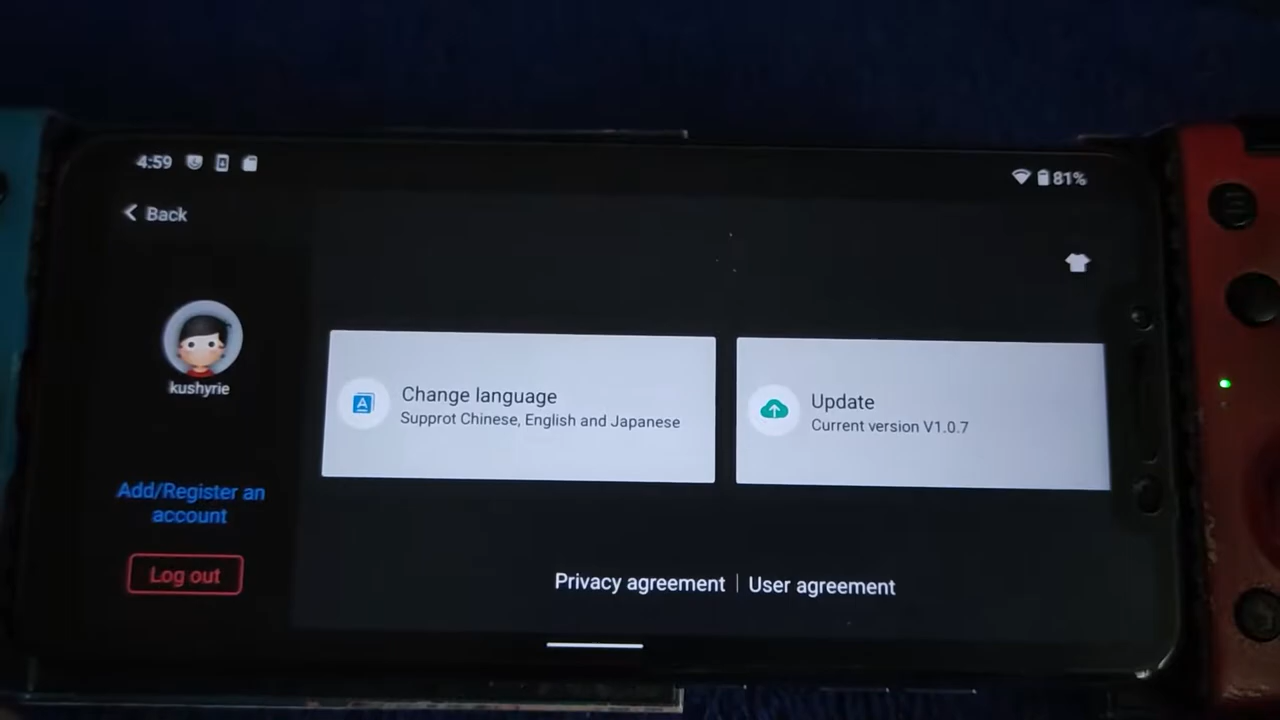 4:59
81%
Back
kushyrie
Add/Register an
account
Log out
Change language
Supprot Chinese, English and Japanese
Update
Current version V1.0.7
Privacy agreement | User agreement